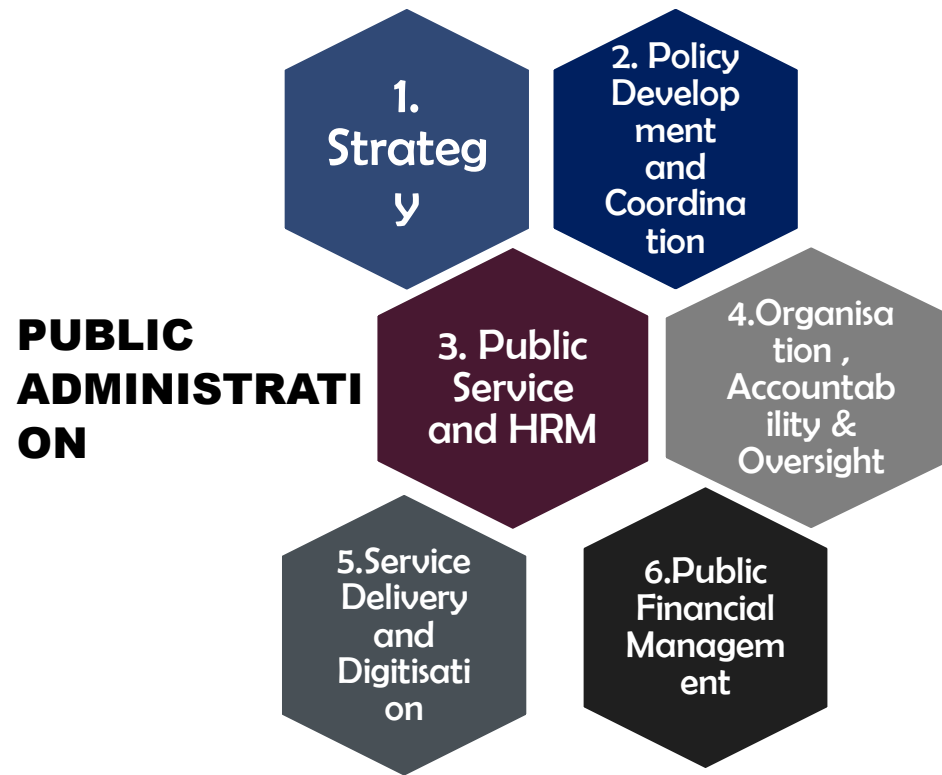 1.
Strateg
y
2. Policy
Develop
ment
and
Coordina
tion
PUBLIC
ADMINISTRATI
ON
3. Public
Service
and HRM
4.Organisa
tion ,
Accountab
ility &
Oversight
5.Service
Delivery
and
Digitisati
on
6.Public
Financial
Managem
ent